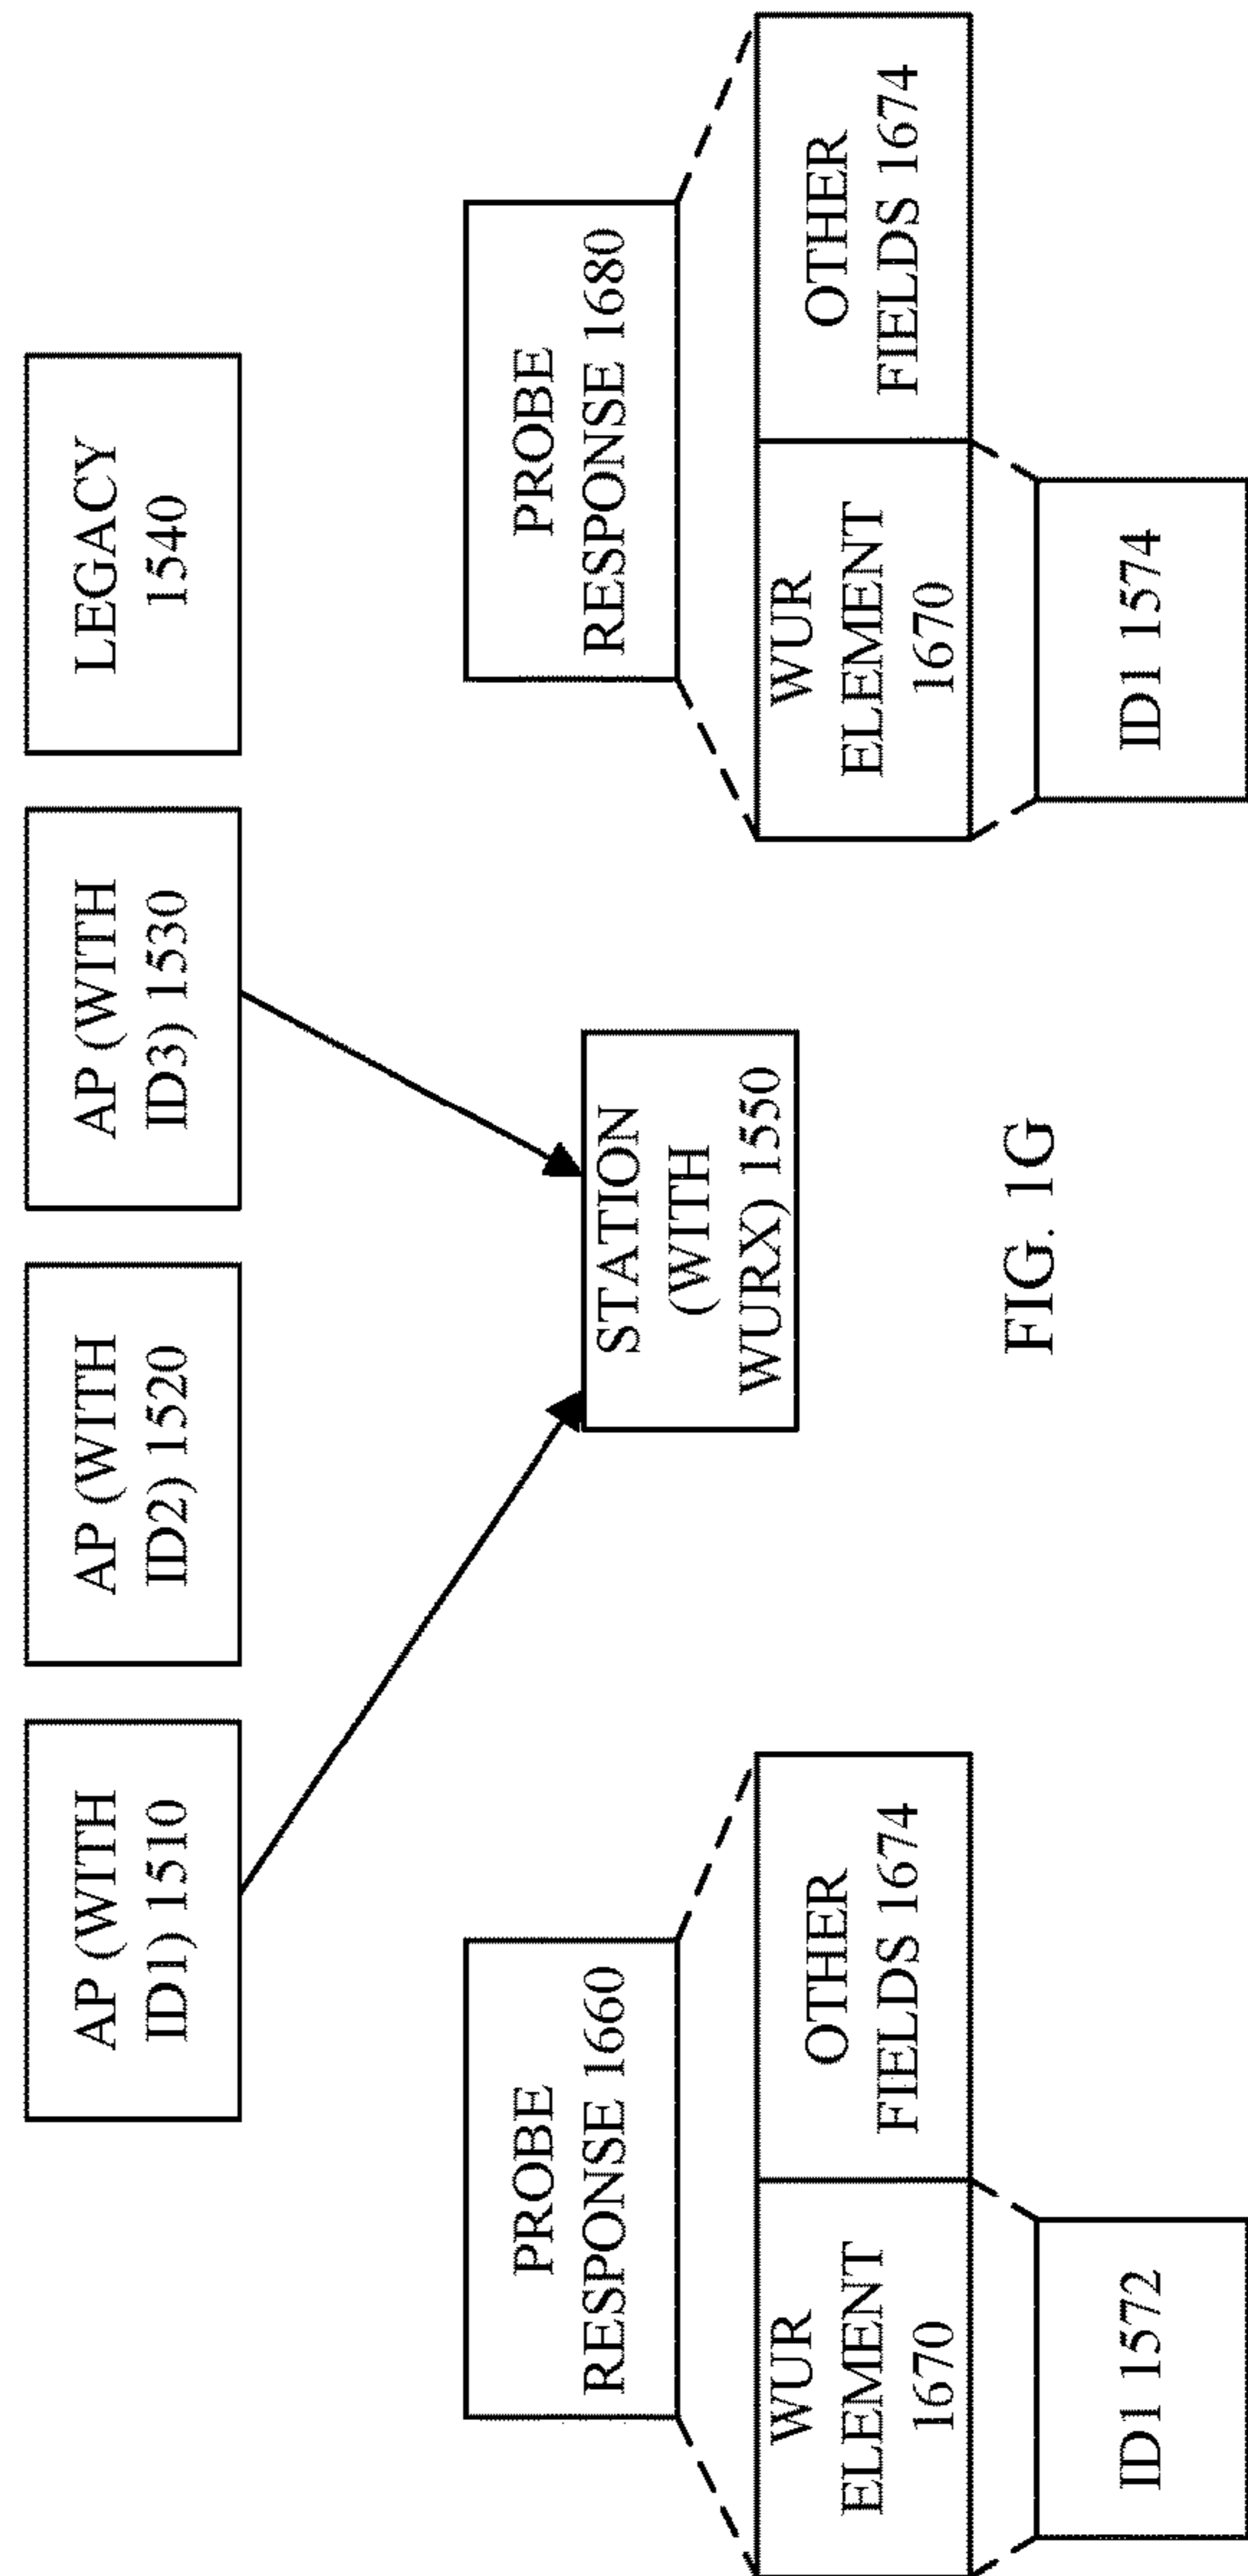 AP (WITH
ID1) 1510
AP (WITH
ID2) 1520
AP (WITH
ID3) 1530
LEGACY
1540
PROBE
RESPONSE 1660
PROBE
RESPONSE 1680
STATION
(WITH
WURX) 1550
WUR
ELEMENT
1670
OTHER
FIELDS 1674
WUR
ELEMENT
1670
OTHER
FIELDS 1674
ID1 1572
ID1 1574
FIG. 1G